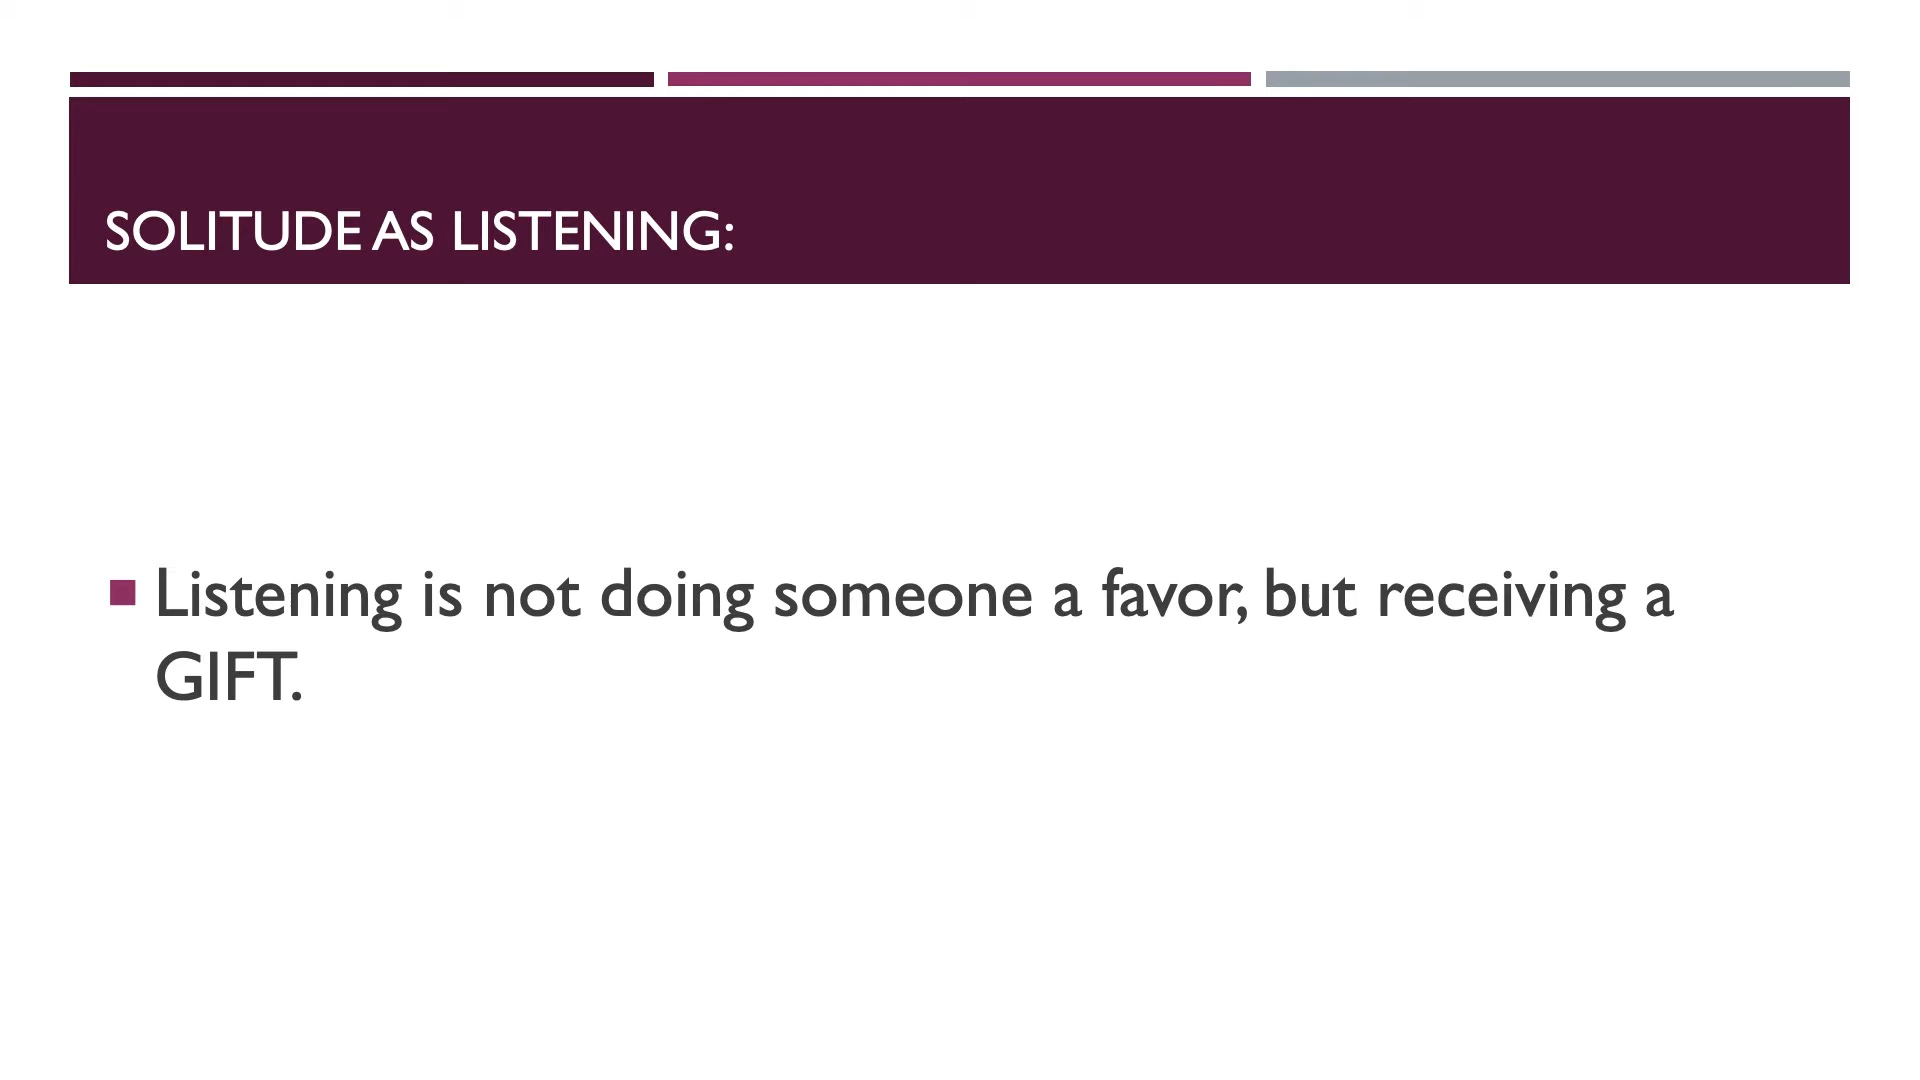 SOLITUDE AS LISTENING:
Listening is not doing someone a favor, but receiving a
GIFT.